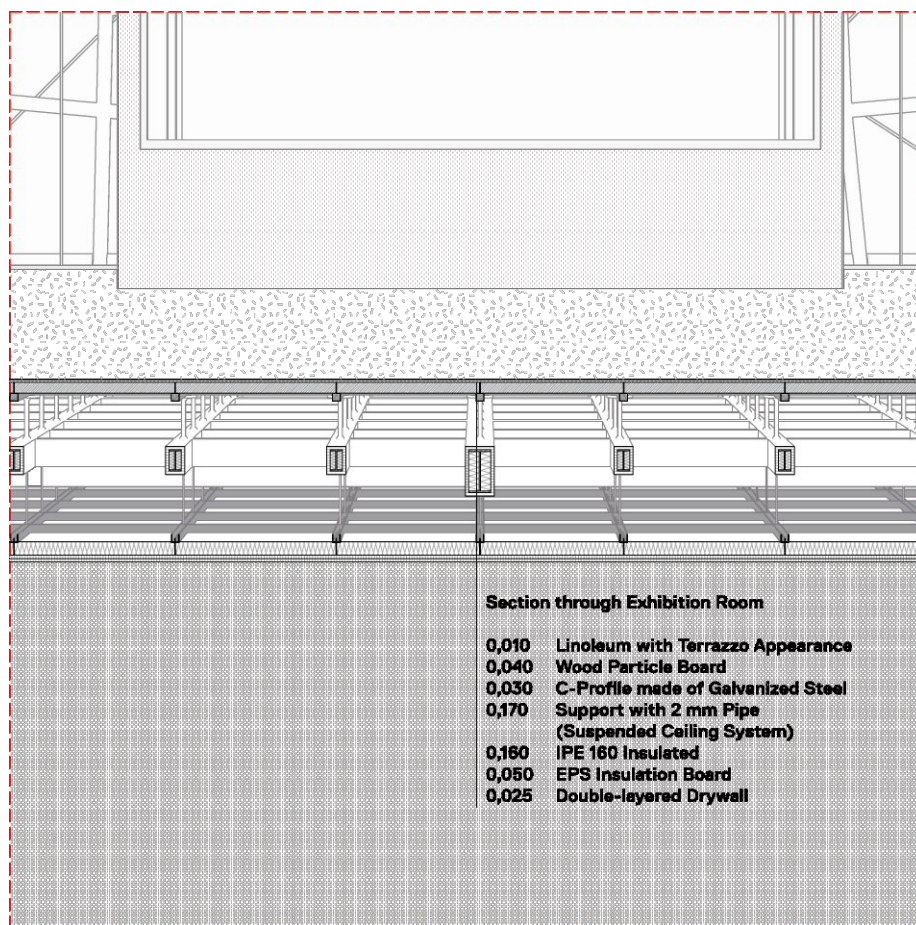 Section through Exhibition Room
0,010 Linoleum with Terrazzo Appearance
0,040 Wood Particle Board
0,030 C-Profile made of Galvanized Steel
0,170 Support with 2 mm Pipe
(Suspended Ceiling System)
0,160 IPE 160 Insulated
0,050 EPS Insulation Board
0,025 Double-layered Drywall